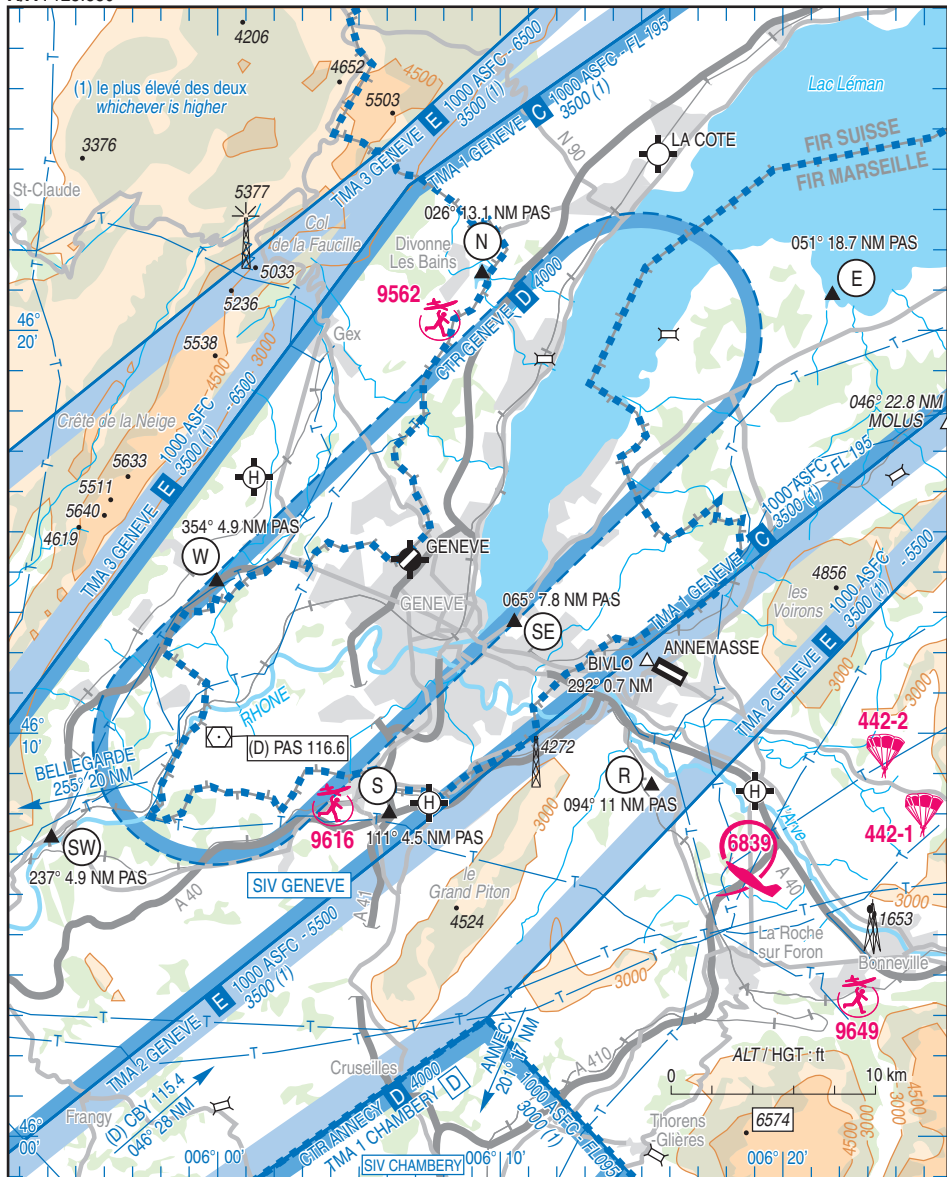 4206
4652
4500
(1) le plus élevé des deux
whichever is higher
5503
3376
St-Claude
5377
TMA 3 GENEVE E 1000 ASFC - 6500
3500 (1)
TMA 1 GENEVE C 1000 ASFC - FL 195
3500 (1)
N 90
Lac Léman
LA COTE
FIR SUISSE
FIR MARSEILLE
Col
de la Faucille
5033
5236
026° 13.1 NM PAS
N
Divonne
Les Bains
9562
051° 18.7 NM PAS
E
46°
20'
5538
4500
3000
Gex
CTR GENEVE D 4000
Crête de la Neige
5633
5511
5640
4619
TMA 3 GENEVE E 1000 ASFC - 6500
3500 (1)
H
046° 22.8 NM
MOLUS
354° 4.9 NM PAS
W
GENEVE
GENEVE
065° 7.8 NM PAS
SE
TMA 1 GENEVE C 1000 ASFC - FL 195
3500 (1)
4856
les
Voirons
BIVLO
292° 0.7 NM
ANNEMASSE
TMA 2 GENEVE E 1000 ASFC - 5500
3500 (1)
3000
3000
46°
10'
RHONE
(D) PAS 116.6
BELLEGARDE
255° 20 NM
4272
442-2
S
H
R
094° 11 NM PAS
H
9616
111° 4.5 NM PAS
l'Arve
442-1
SW
237° 4.9 NM PAS
A 40
SIV GENEVE
A 41
3000
le
Grand Piton
4524
6839
A 40
3000
1653
La Roche
sur Foron
Bonneville
3000
9649
TMA 2 GENEVE E 1000 ASFC - 5500
3500 (1)
ALT / HGT : ft
0
10 km
Cruseilles
ANNECY
201° 17 NM
A 410
(D) CBY 115.4
046° 28 NM
Frangy
CTR ANNECY D 4000
TMA 1 CHAMBERY D
1000 ASFC - FL095
3000 (1)
Thorens
-Glières
6574
4500
3000
4500
46°
00'
006° 00'
SIV CHAMBERY
006° 10'
006° 20'